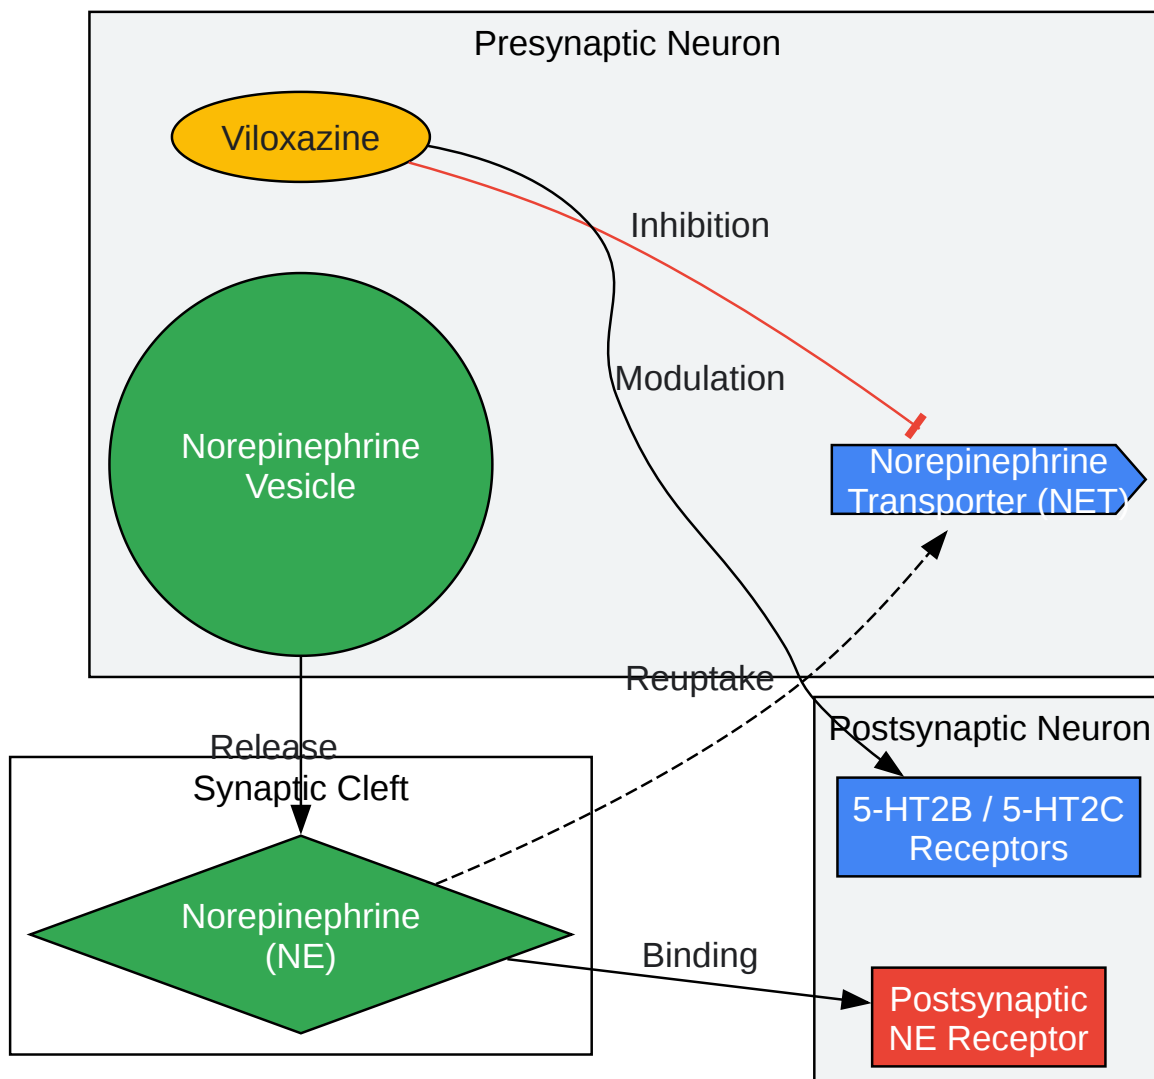 Presynaptic Neuron
Viloxazine
Inhibition
Modulation
Norepinephrine
Vesicle
Norepinephrine
Transporter (NET)
Reuptake
Release
Synaptic Cleft
Postsynaptic Neuron
5-HT2B / 5-HT2C
Receptors
Norepinephrine
(NE)
Binding
Postsynaptic
NE Receptor